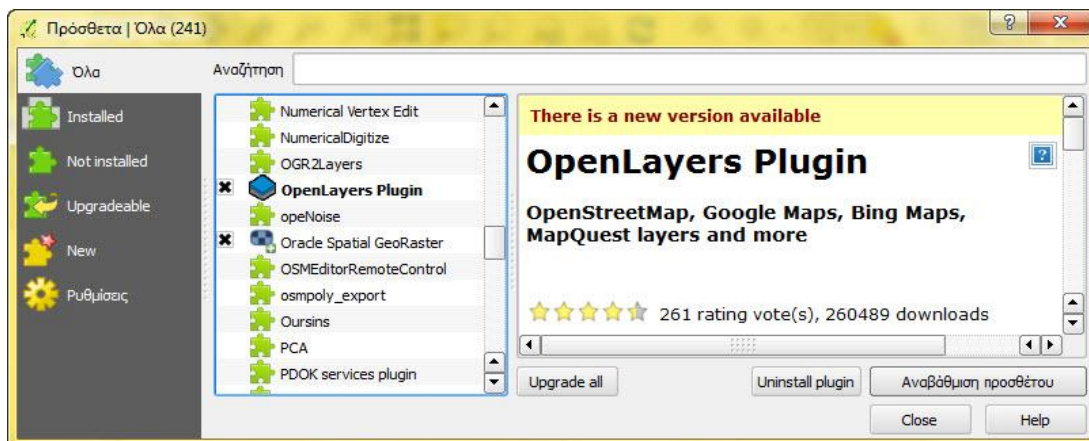 Πρόσθετα | Όλα (241)
Όλα
Installed
Not installed
Upgradeable
New
Ρυθμίσεις
Αναζήτηση
Numerical Vertex Edit
NumericalDigitize
OGR2Layers
OpenLayers Plugin
opeNoise
Oracle Spatial GeoRaster
OSMEditorRemoteControl
osmpoly_export
Oursins
PCA
PDOK services plugin
There is a new version available
OpenLayers Plugin
OpenStreetMap, Google Maps, Bing Maps,
MapQuest layers and more
261 rating vote(s), 260489 downloads
Upgrade all
Uninstall plugin
Αναβάθμιση προσθέτου
Close
Help